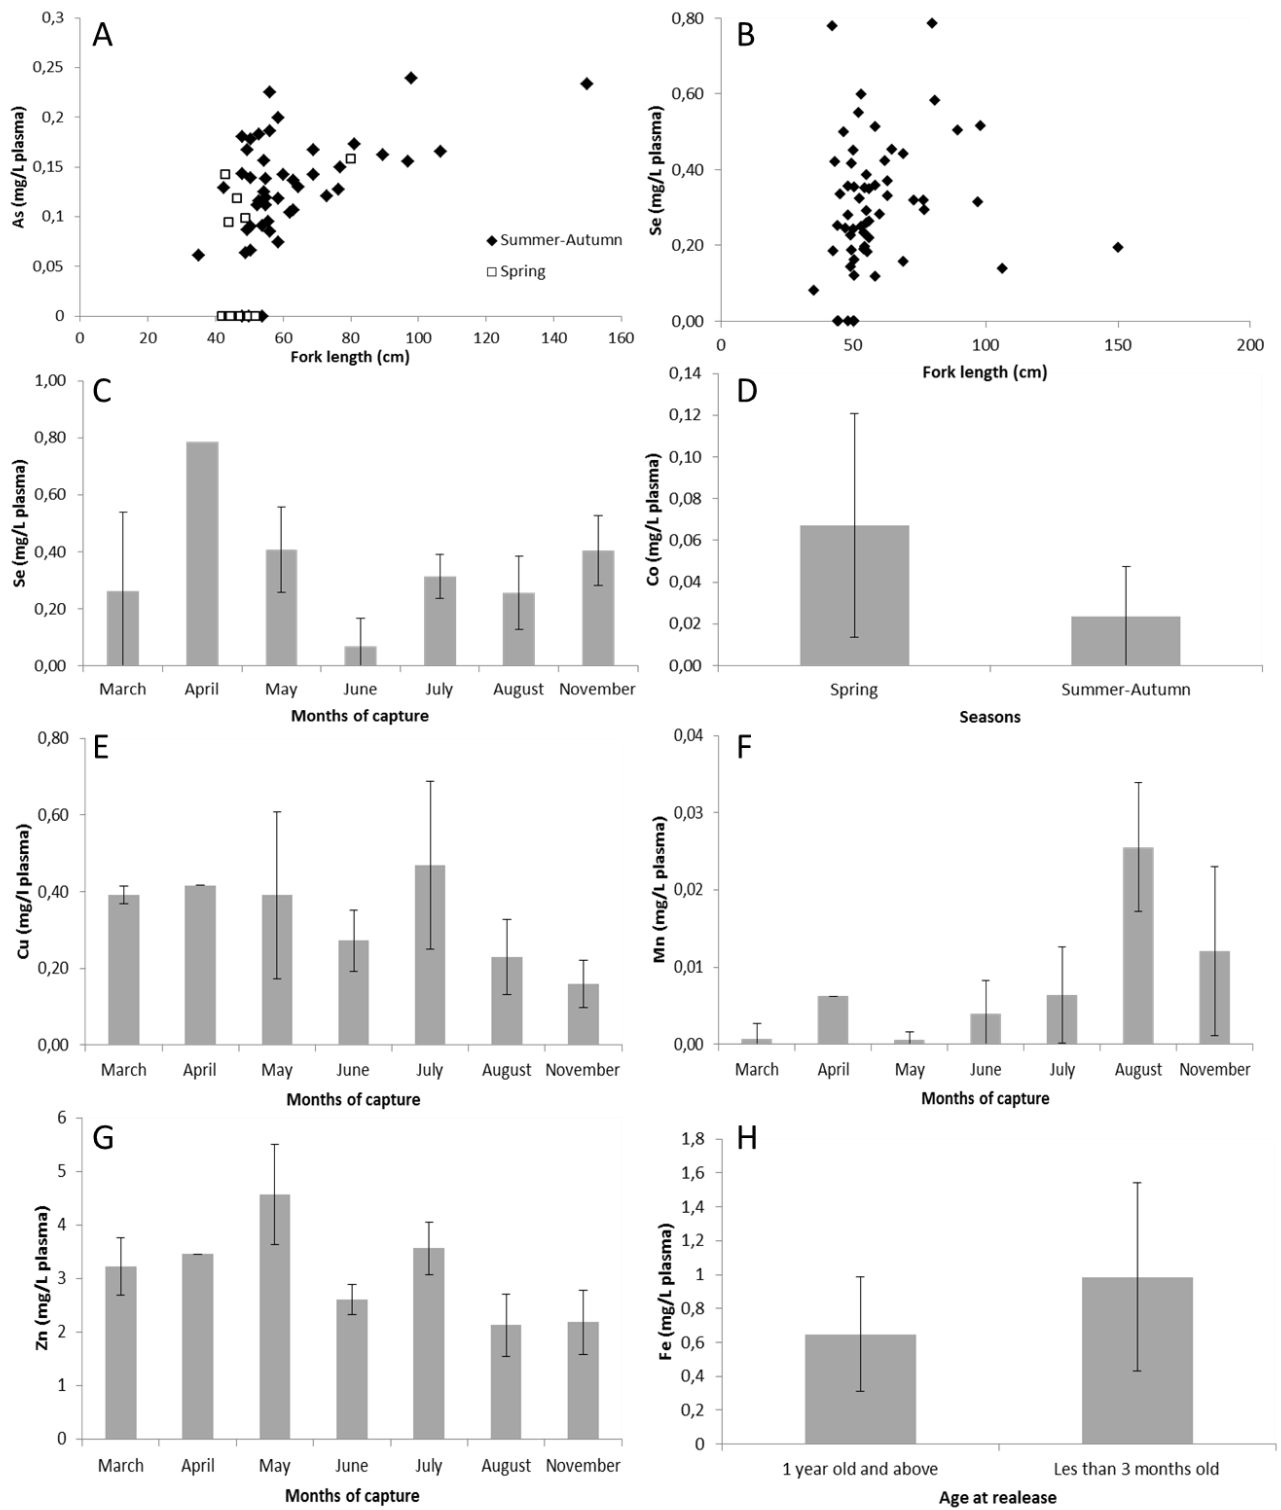 A
As (mg/L plasma)
0,3
0,25
0,2
0,15
0,1
0,05
0
0 20 40 60 80 100 120 140 160
Fork length (cm)
Summer-Autumn
Spring
B
Se (mg/L plasma)
0,80
0,60
0,40
0,20
0,00
0 50 100 150 200
Fork length (cm)
C
Se (mg/L plasma)
1,00
0,80
0,60
0,40
0,20
0,00
March April May June July August November
Months of capture
D
Co (mg/L plasma)
0,14
0,12
0,10
0,08
0,06
0,04
0,02
0,00
Spring Summer-Autumn
Seasons
E
Cu (mg/l plasma)
0,80
0,60
0,40
0,20
0,00
March April May June July August November
Months of capture
F
Mn (mg/L plasma)
0,04
0,03
0,02
0,01
0,00
March April May June July August November
Months of capture
G
Zn (mg/L plasma)
6
5
4
3
2
1
0
March April May June July August November
Months of capture
H
Fe (mg/L plasma)
1,8
1,6
1,4
1,2
1
0,8
0,6
0,4
0,2
0
1 year old and above Les than 3 months old
Age at realease